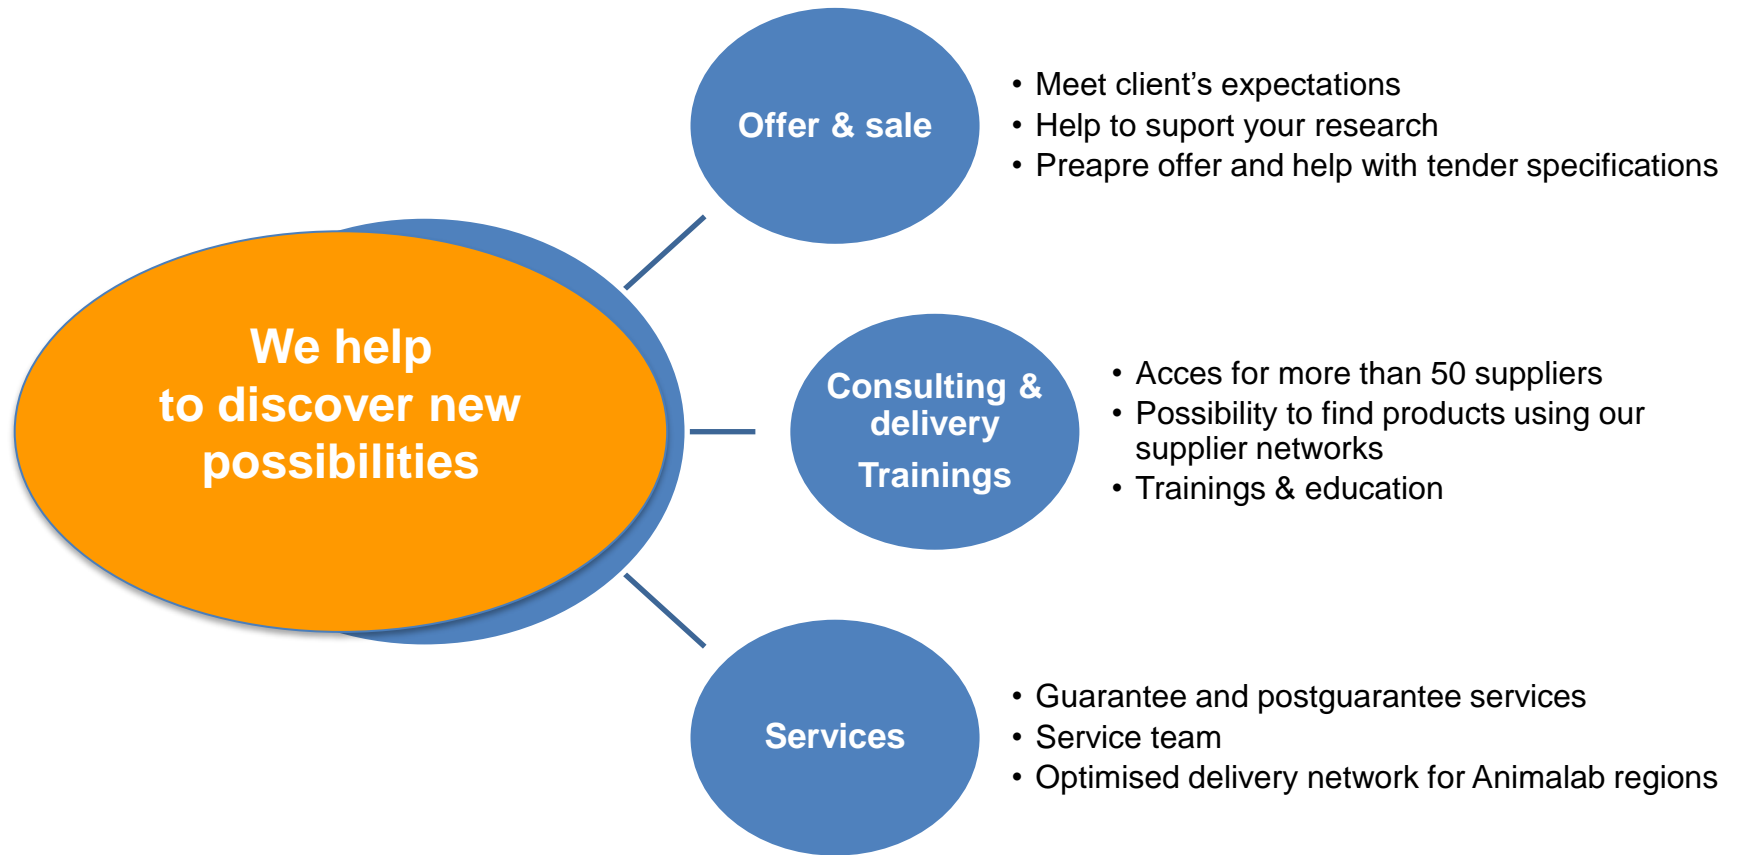 We help
to discover new
possibilities
Offer & sale
• Meet client’s expectations
• Help to suport your research
• Preapre offer and help with tender specifications
Consulting &
delivery
Trainings
• Acces for more than 50 suppliers
• Possibility to find products using our
supplier networks
• Trainings & education
Services
• Guarantee and postguarantee services
• Service team
• Optimised delivery network for Animalab regions